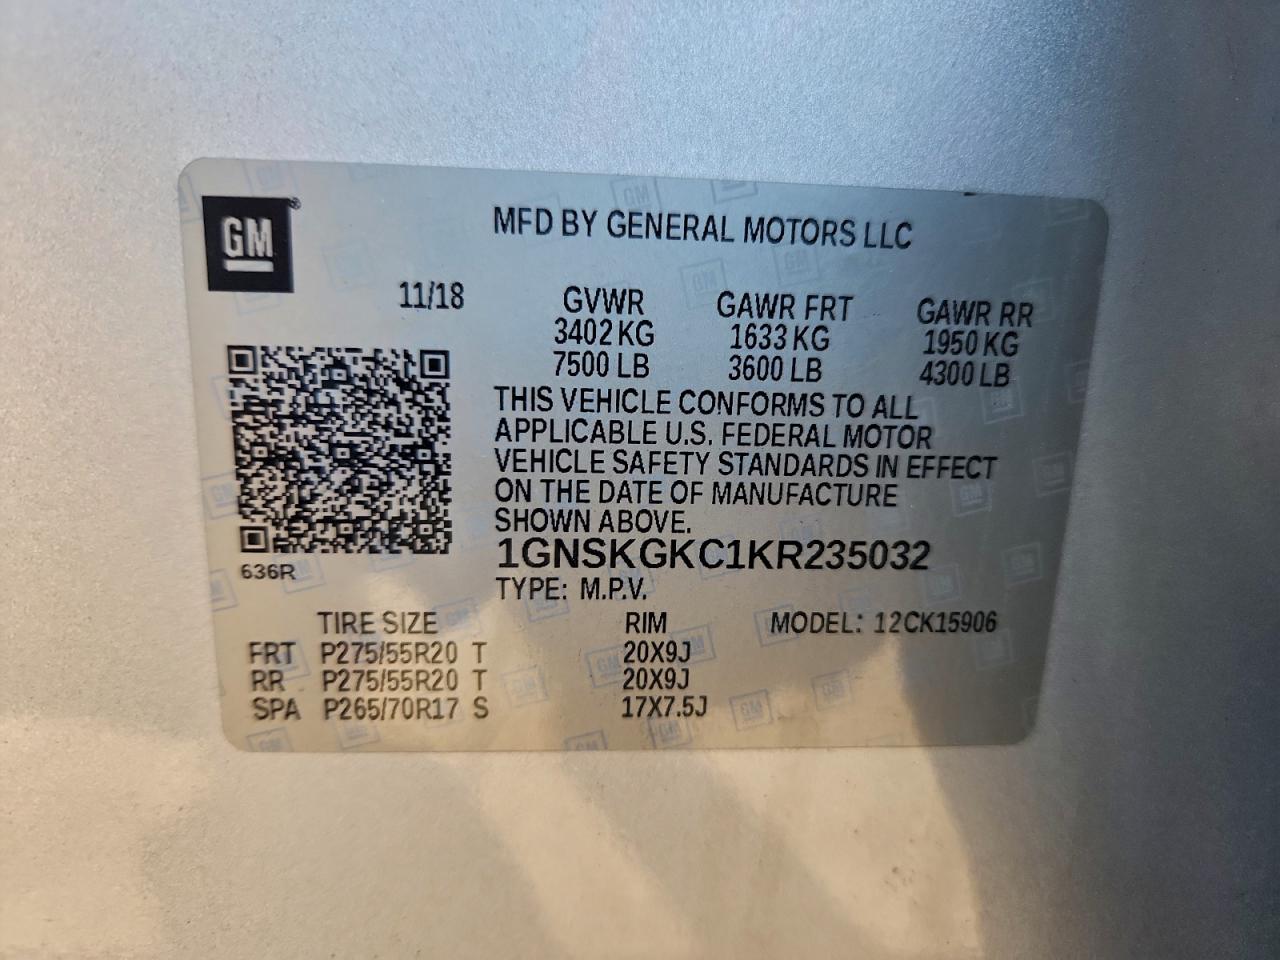 GM
MFD BY GENERAL MOTORS LLC
11/18 GVWR GAWR FRT GAWR RR
3402 KG 1633 KG 1950 KG
7500 LB 3600 LB 4300 LB
THIS VEHICLE CONFORMS TO ALL
APPLICABLE U.S. FEDERAL MOTOR
VEHICLE SAFETY STANDARDS IN EFFECT
ON THE DATE OF MANUFACTURE
SHOWN ABOVE.
1GNSKGKC1KR235032
636R
TYPE: M.P.V.
TIRE SIZE RIM MODEL: 12CK15906
FRT P275/55R20 T 20X9J
RR P275/55R20 T 20X9J
SPA P265/70R17 S 17X7.5J